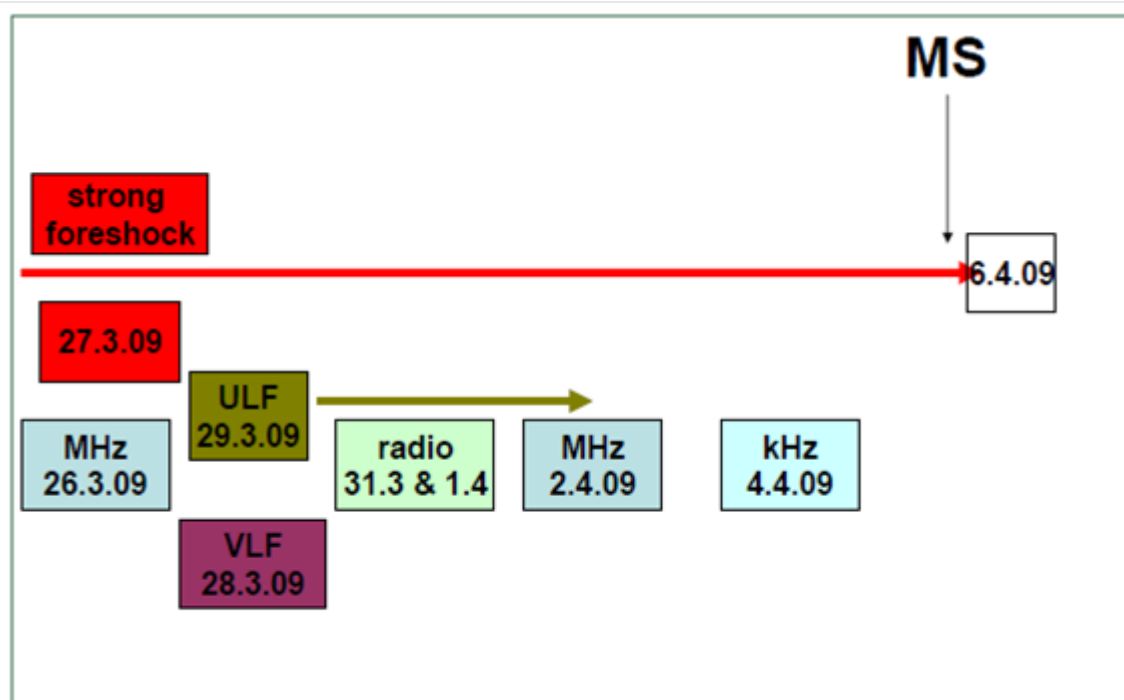 MS
strong
foreshock
6.4.09
27.3.09
ULF
29.3.09
MHz
26.3.09
radio
31.3 & 1.4
MHz
2.4.09
kHz
4.4.09
VLF
28.3.09